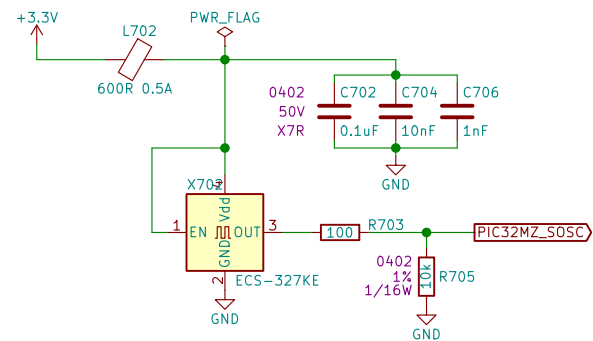 +3.3V
PWR_FLAG
L702
600R 0.5A
0402
50V
X7R
C702
0.1uF
C704
10nF
C706
1nF
GND
X702
4
Vdd
1
EN
OUT
3
GND
2
ECS-327KE
GND
R703
100
PIC32MZ_SOSC
0402
1%
1/16W
10k
R705
GND